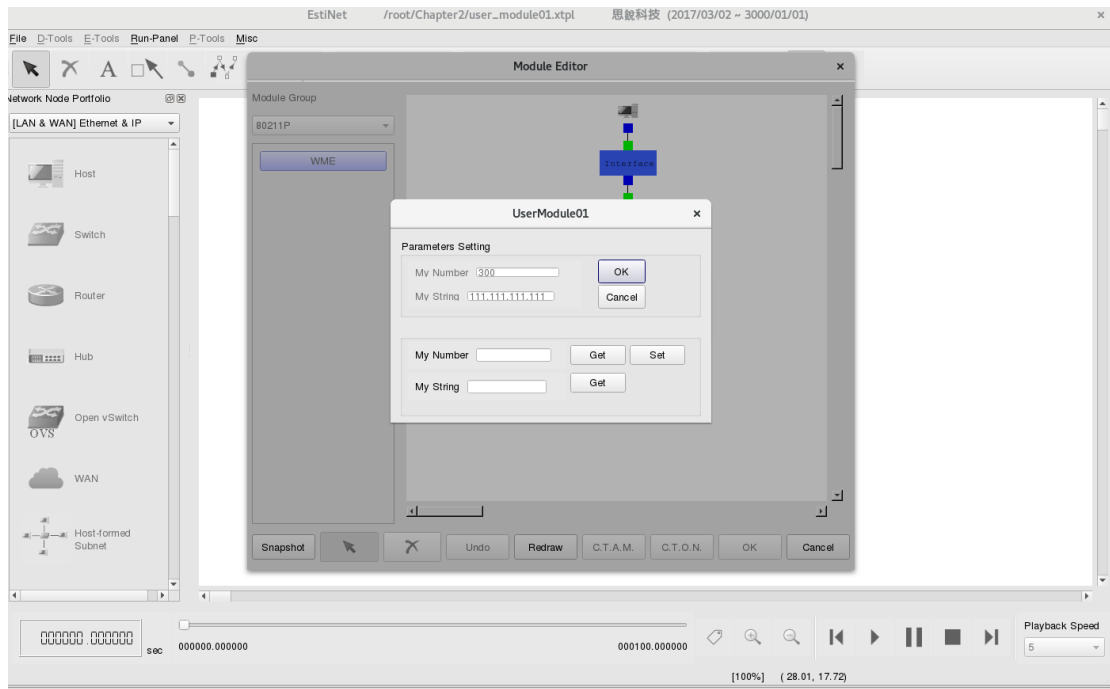 EstiNet /root/Chapter2/user_module01.xtpl 思銳科技 (2017/03/02 ~ 3000/01/01)
File D-Tools E-Tools Run-Panel P-Tools Misc
A
Module Editor
Network Node Portfolio
[LAN & WAN] Ethernet & IP
Host
Switch
Router
Hub
Open vSwitch
OVS
WAN
Host-formed
Subnet
Module Group
80211P
WME
Interface
UserModule01
Parameters Setting
My Number 300
OK
My String 111.111.111.111
Cancel
My Number Get Set
My String Get
Snapshot Undo Redraw C.T.A.M. C.T.O.N. OK Cancel
000000.000000 sec
000000.000000
000100.000000
Playback Speed
5
[100%] ( 28.01, 17.72)